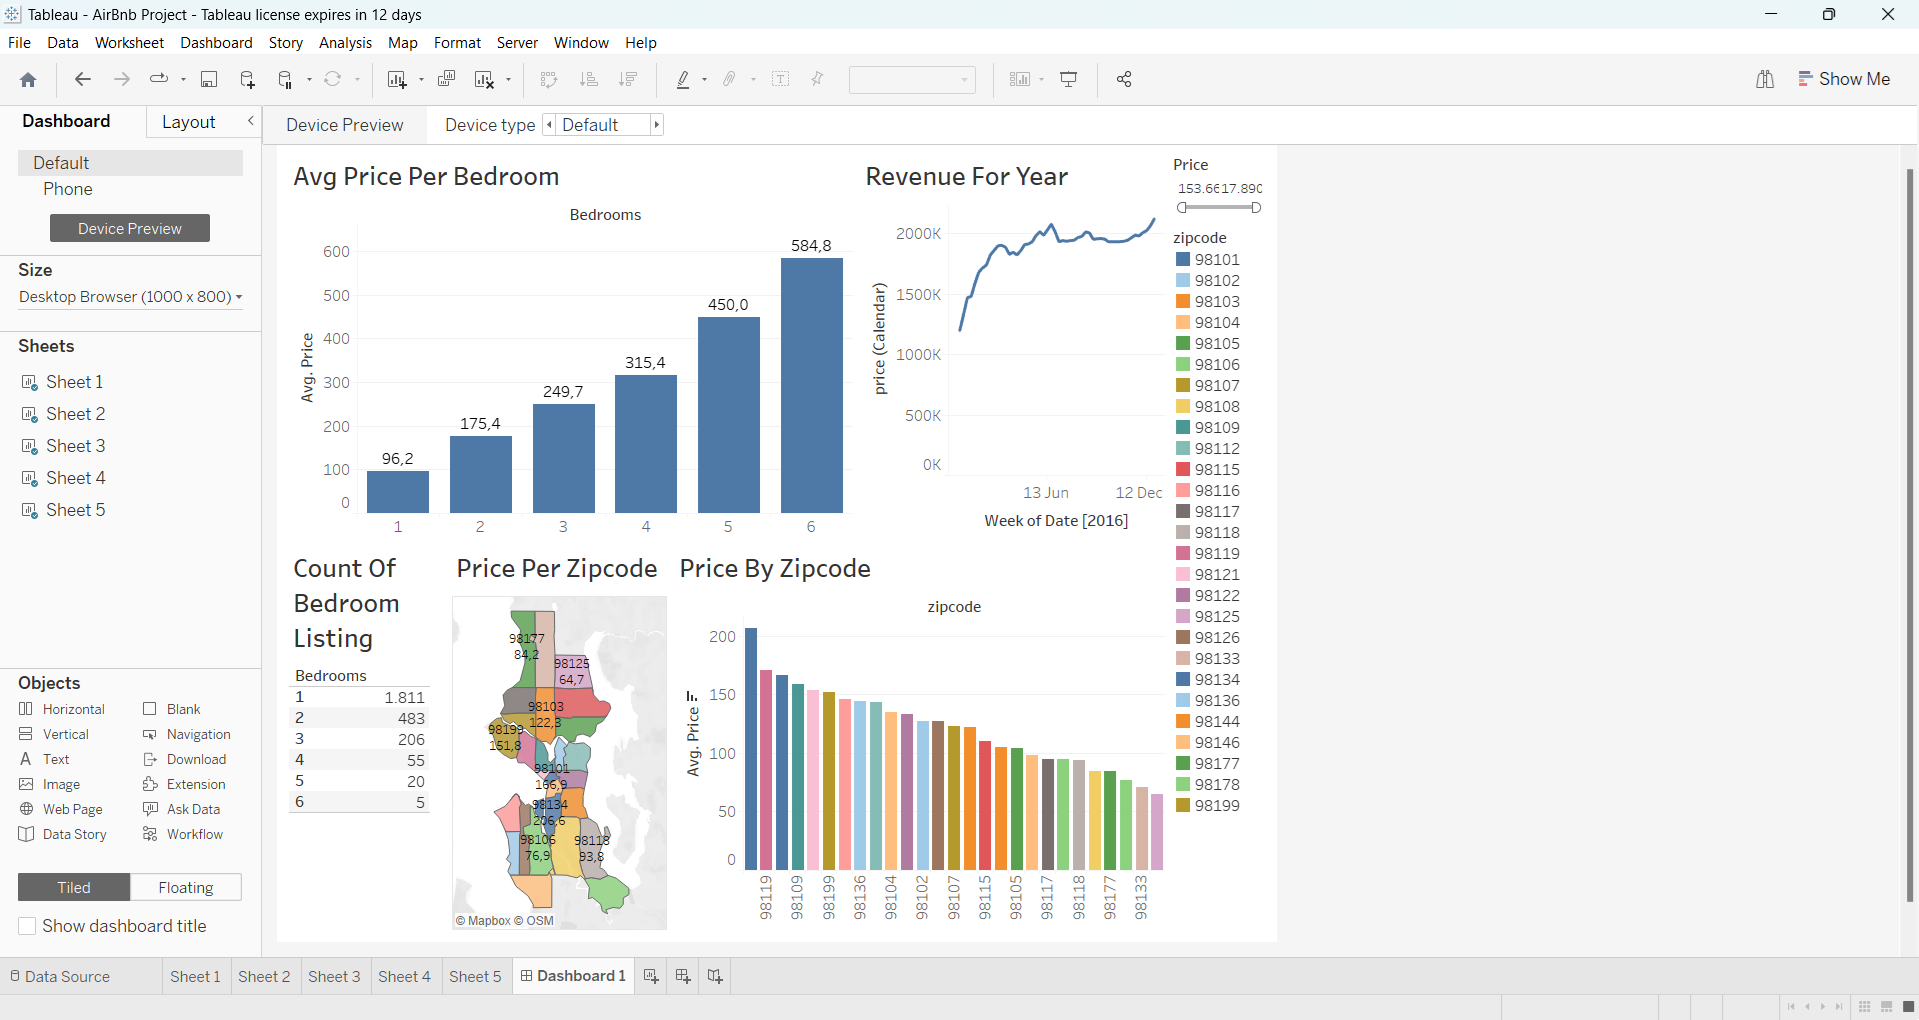 Tableau - AirBnb Project - Tableau license expires in 12 days
File Data Worksheet Dashboard Story Analysis Map Format Server Window Help
Show Me
Dashboard Layout
Device Preview Device type Default
Default
Phone
Device Preview
Size
Desktop Browser (1000 x 800)
Sheets
Sheet 1
Sheet 2
Sheet 3
Sheet 4
Sheet 5
Objects
Horizontal Blank
Vertical Navigation
Text Download
Image Extension
Web Page Ask Data
Data Story Workflow
Tiled Floating
Show dashboard title
Avg Price Per Bedroom
Bedrooms
Avg. Price
600
500
400
300
200
100
0
96,2
175,4
249,7
315,4
450,0
584,8
1 2 3 4 5 6
Revenue For Year
price (Calendar)
2000K
1500K
1000K
500K
0K
13 Jun 12 Dec
Week of Date [2016]
Price
zipcode
98101
98102
98103
98104
98105
98106
98107
98108
98109
98112
98115
98116
98117
98118
98119
98121
98122
98125
98126
98133
98134
98136
98144
98146
98177
98178
98199
Count Of
Bedroom
Listing
Bedrooms
1 1.811
2 483
3 206
4 55
5 20
6 5
Price Per Zipcode
98177
84,2
98125
64,7
98103
122,3
98199
151,8
98101
166,9
98134
206,6
98106
76,9
98118
93,8
© Mapbox © OSM
Price By Zipcode
zipcode
Avg. Price
200
150
100
50
0
98119 98109 98199 98136 98104 98102 98107 98115 98105 98117 98118 98177 98133
Data Source Sheet 1 Sheet 2 Sheet 3 Sheet 4 Sheet 5 Dashboard 1